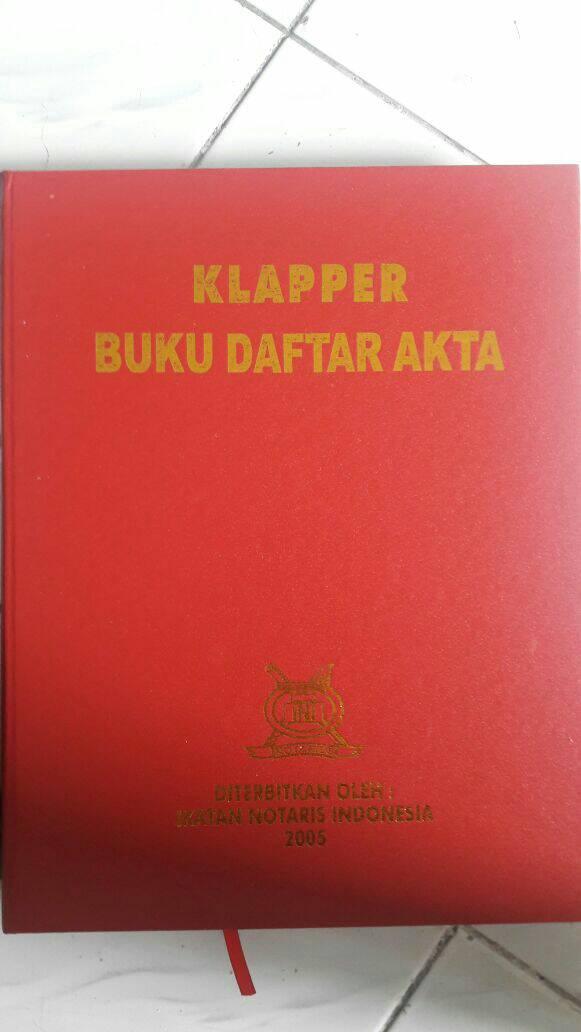 KLAPPER
BUKU DAFTAR AKTA
DITERBITKAN OLEH :
IKATAN NOTARIS INDONESIA
2005